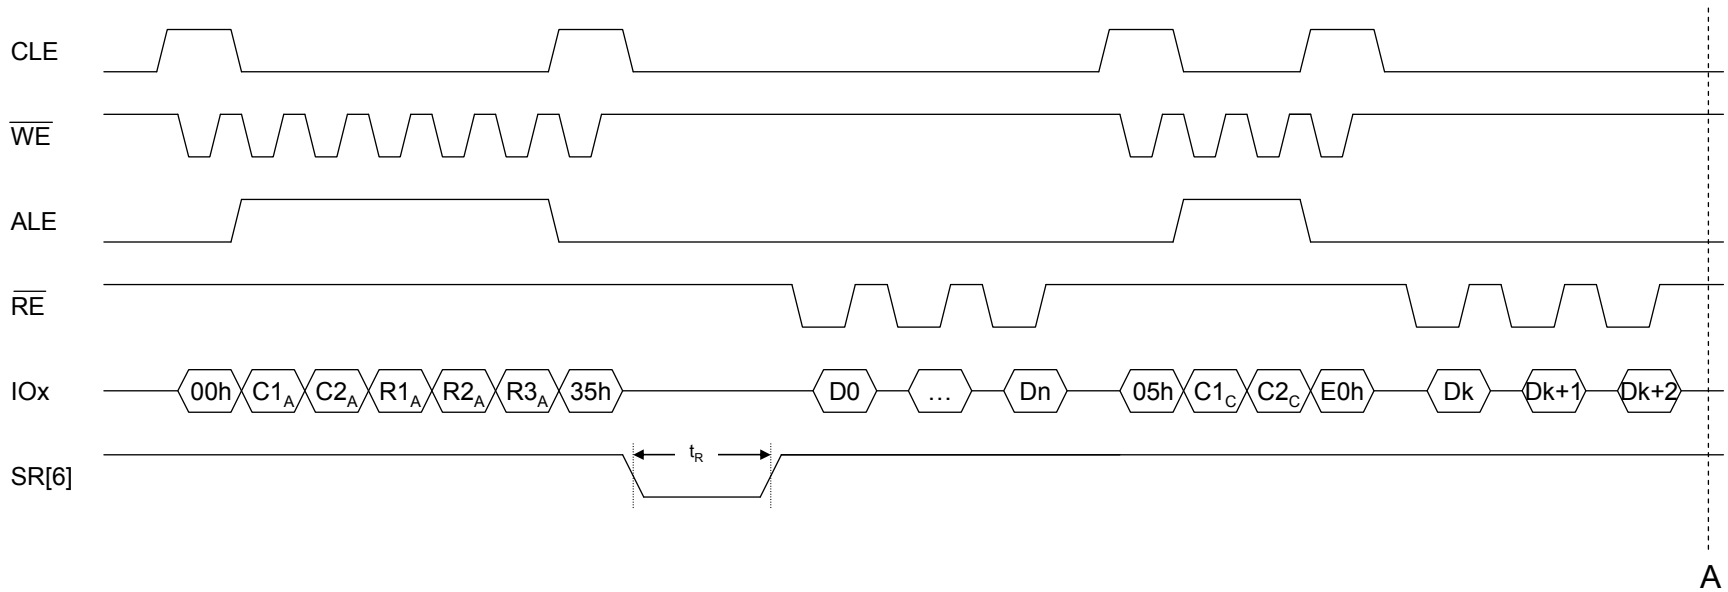 CLE
WE
ALE
RE
IOx 00h C1A C2A R1A R2A R3A 35h D0 ... Dn 05h C1C C2C E0h Dk Dk+1 Dk+2
SR[6] tR
A